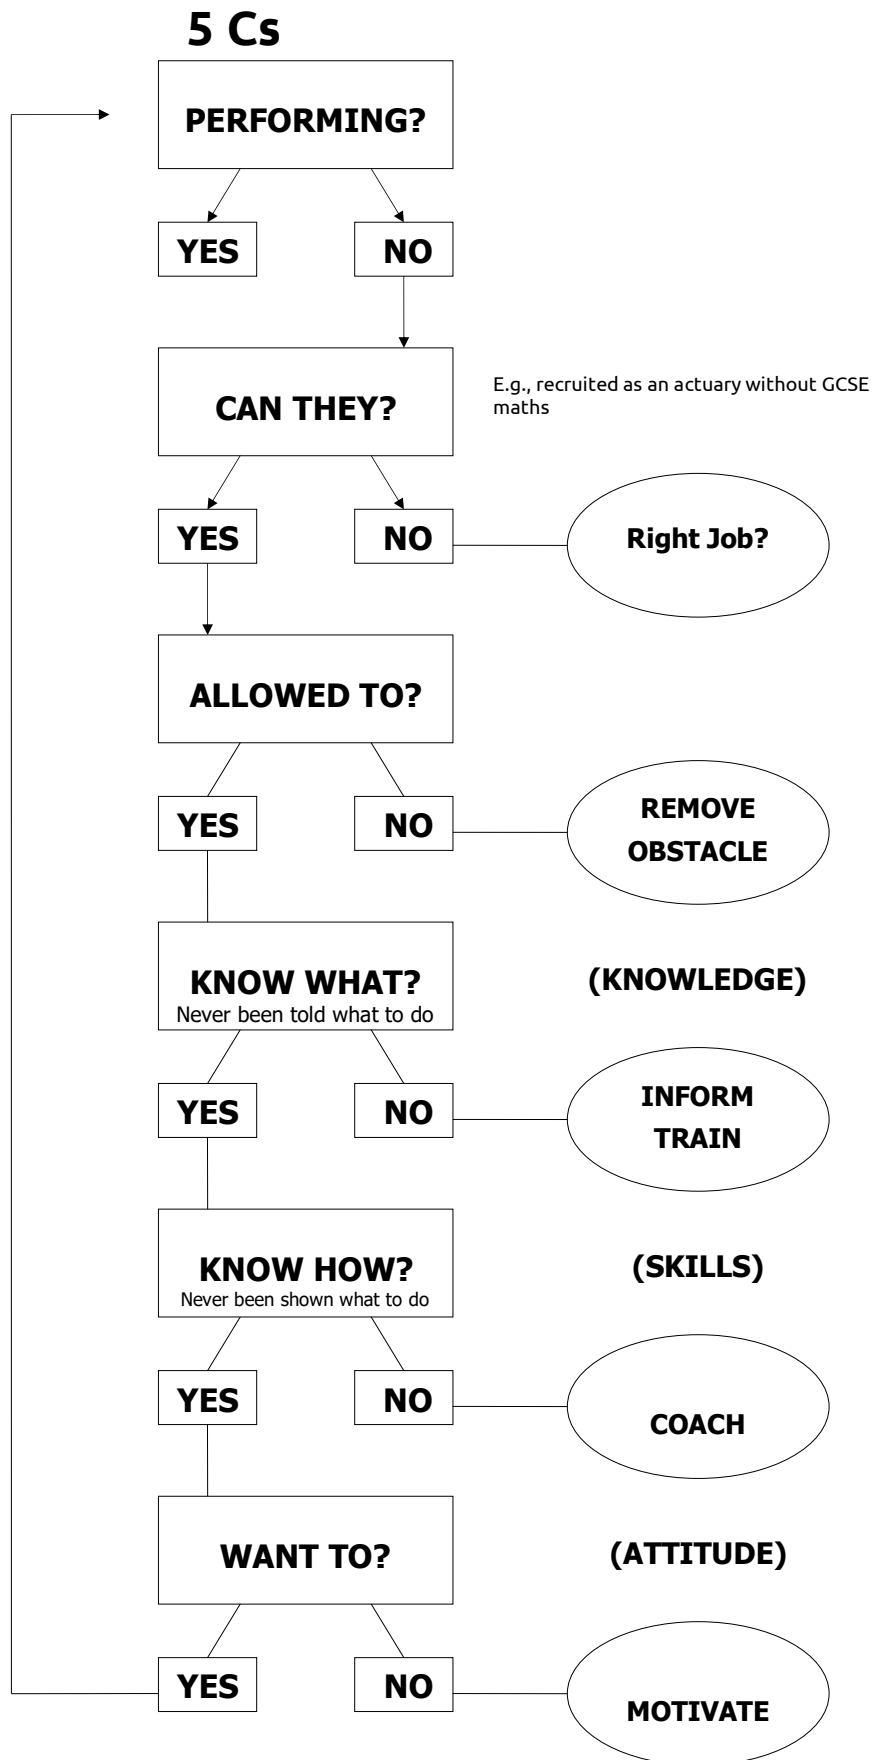 5 Cs
PERFORMING?
YES
NO
CAN THEY?
E.g., recruited as an actuary without GCSE
maths
YES
NO
Right Job?
ALLOWED TO?
YES
NO
REMOVE
OBSTACLE
KNOW WHAT?
Never been told what to do
(KNOWLEDGE)
YES
NO
INFORM
TRAIN
KNOW HOW?
Never been shown what to do
(SKILLS)
YES
NO
COACH
WANT TO?
(ATTITUDE)
YES
NO
MOTIVATE